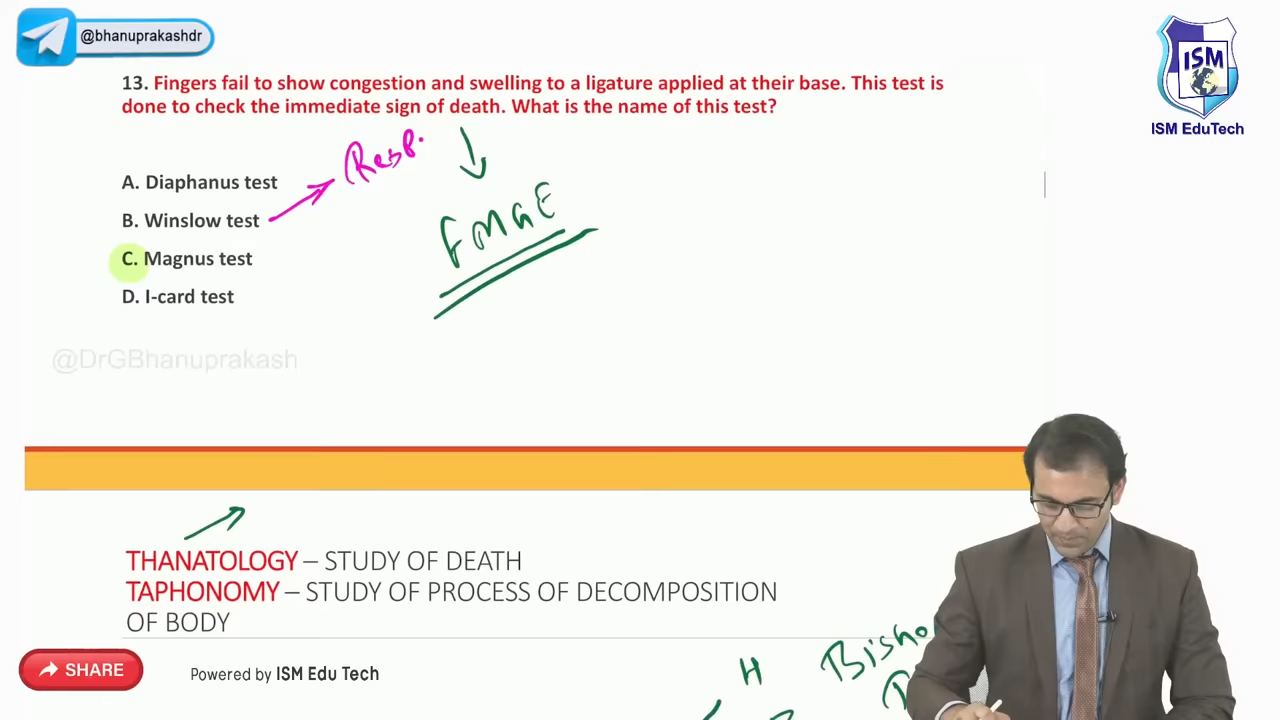 @bhanuprakashdr
ISM
ISM EduTech
13. Fingers fail to show congestion and swelling to a ligature applied at their base. This test is
done to check the immediate sign of death. What is the name of this test?
Resp.
A. Diaphanus test
B. Winslow test
FMGE
C. Magnus test
D. I-card test
@DrGBhanuprakash
THANATOLOGY – STUDY OF DEATH
TAPHONOMY – STUDY OF PROCESS OF DECOMPOSITION
OF BODY
SHARE
Powered by ISM Edu Tech
H